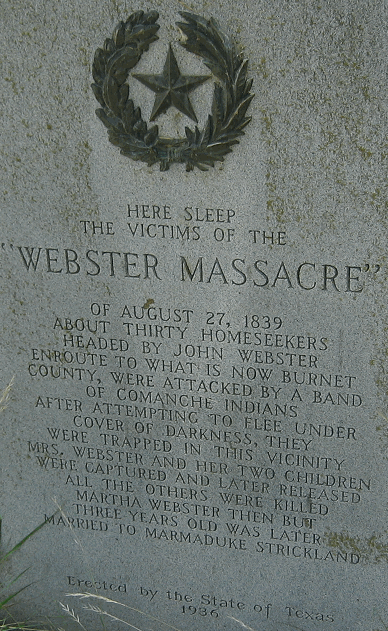 HERE SLEEP
THE VICTIMS OF THE
"WEBSTER MASSACRE"
OF AUGUST 27, 1839
ABOUT THIRTY HOMESEEKERS
HEADED BY JOHN WEBSTER
ENROUTE TO WHAT IS NOW BURNET
COUNTY, WERE ATTACKED BY A BAND
OF COMANCHE INDIANS
AFTER ATTEMPTING TO FLEE UNDER
COVER OF DARKNESS, THEY
WERE TRAPPED IN THIS VICINITY
MRS. WEBSTER AND HER TWO CHILDREN
WERE CAPTURED AND LATER RELEASED
ALL THE OTHERS WERE KILLED
MARTHA WEBSTER THEN BUT
THREE YEARS OLD WAS LATER
MARRIED TO MARMADUKE STRICKLAND
Erected by the State of Texas
1936